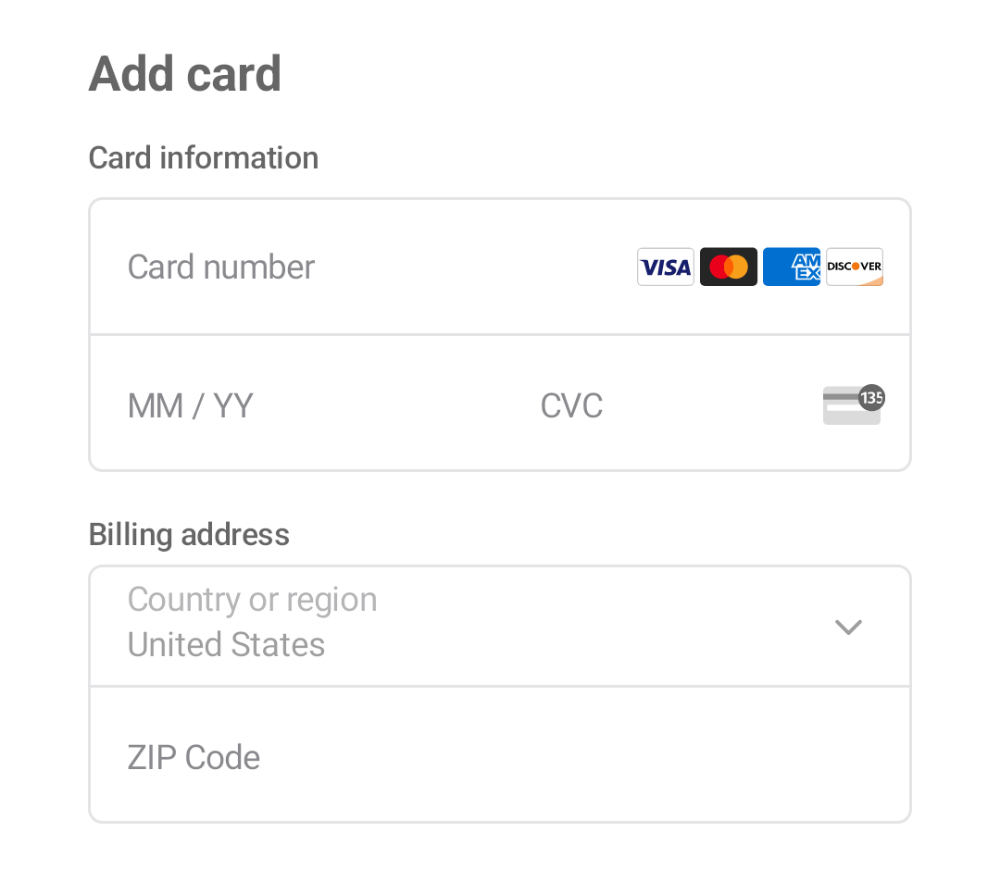 Add card
Card information
Card number VISA AM EX DISCOVER
MM / YY CVC 135
Billing address
Country or region
United States
ZIP Code